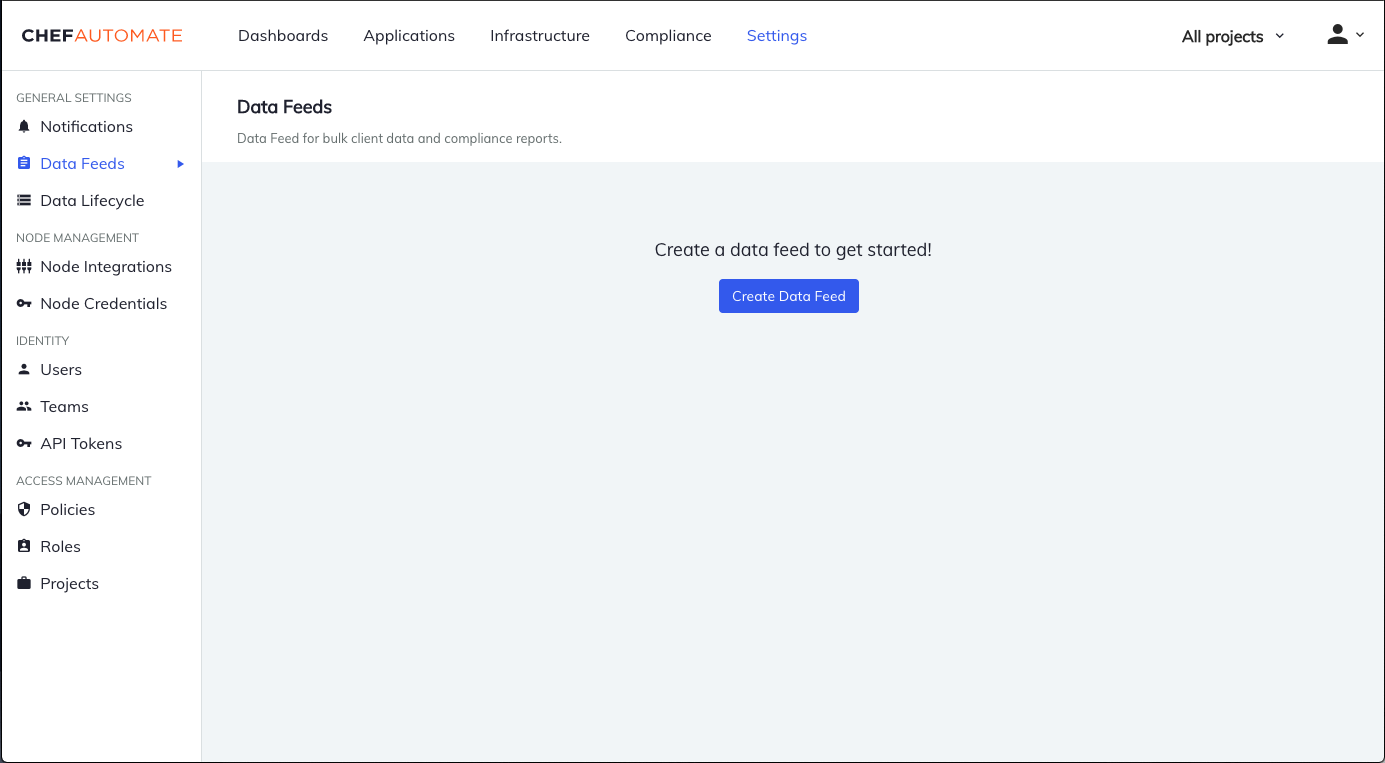 CHEFAUTOMATE Dashboards Applications Infrastructure Compliance Settings All projects
GENERAL SETTINGS
Notifications
Data Feeds
Data Lifecycle
NODE MANAGEMENT
Node Integrations
Node Credentials
IDENTITY
Users
Teams
API Tokens
ACCESS MANAGEMENT
Policies
Roles
Projects
Data Feeds
Data Feed for bulk client data and compliance reports.
Create a data feed to get started!
Create Data Feed